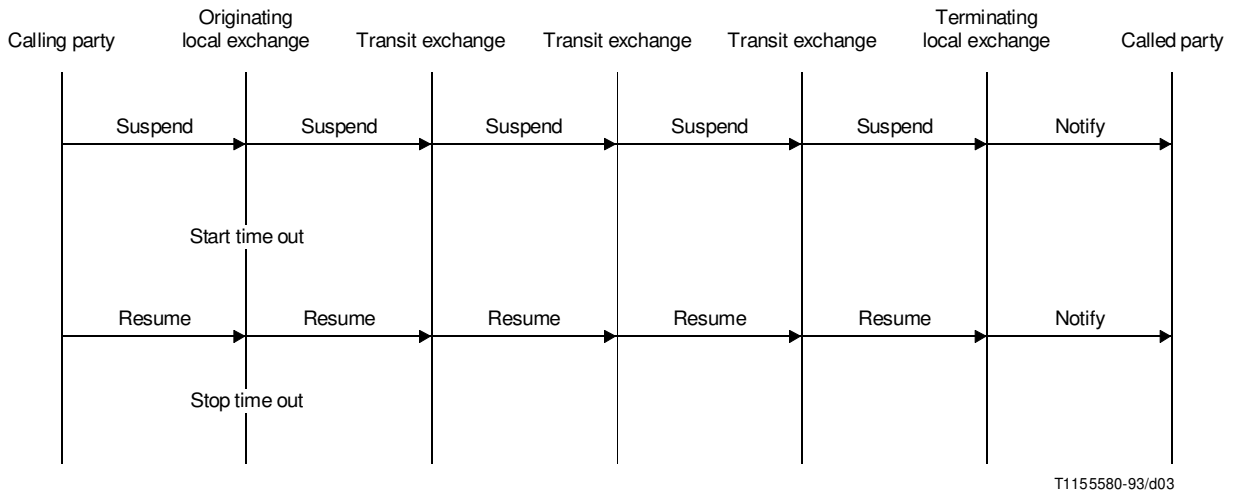 Calling party
Originating
local exchange
Transit exchange
Transit exchange
Transit exchange
Terminating
local exchange
Called party
Suspend
Suspend
Suspend
Suspend
Suspend
Notify
Start time out
Resume
Resume
Resume
Resume
Resume
Notify
Stop time out
T1155580-93/d03